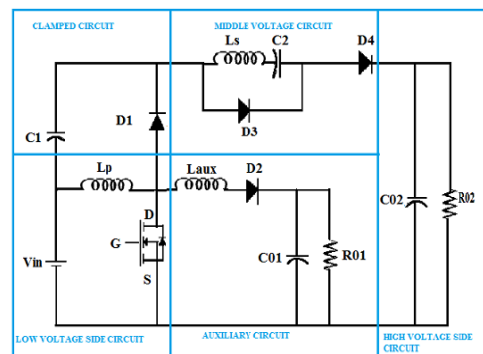 CLAMPED CIRCUIT
MIDDLE VOLTAGE CIRCUIT
Ls
C2
D4
D1
D3
C1
Lp
Laux
D2
D
G
S
Vin
C01
R01
C02
R02
LOW VOLTAGE SIDE CIRCUIT
AUXILIARY CIRCUIT
HIGH VOLTAGE SIDE
CIRCUIT